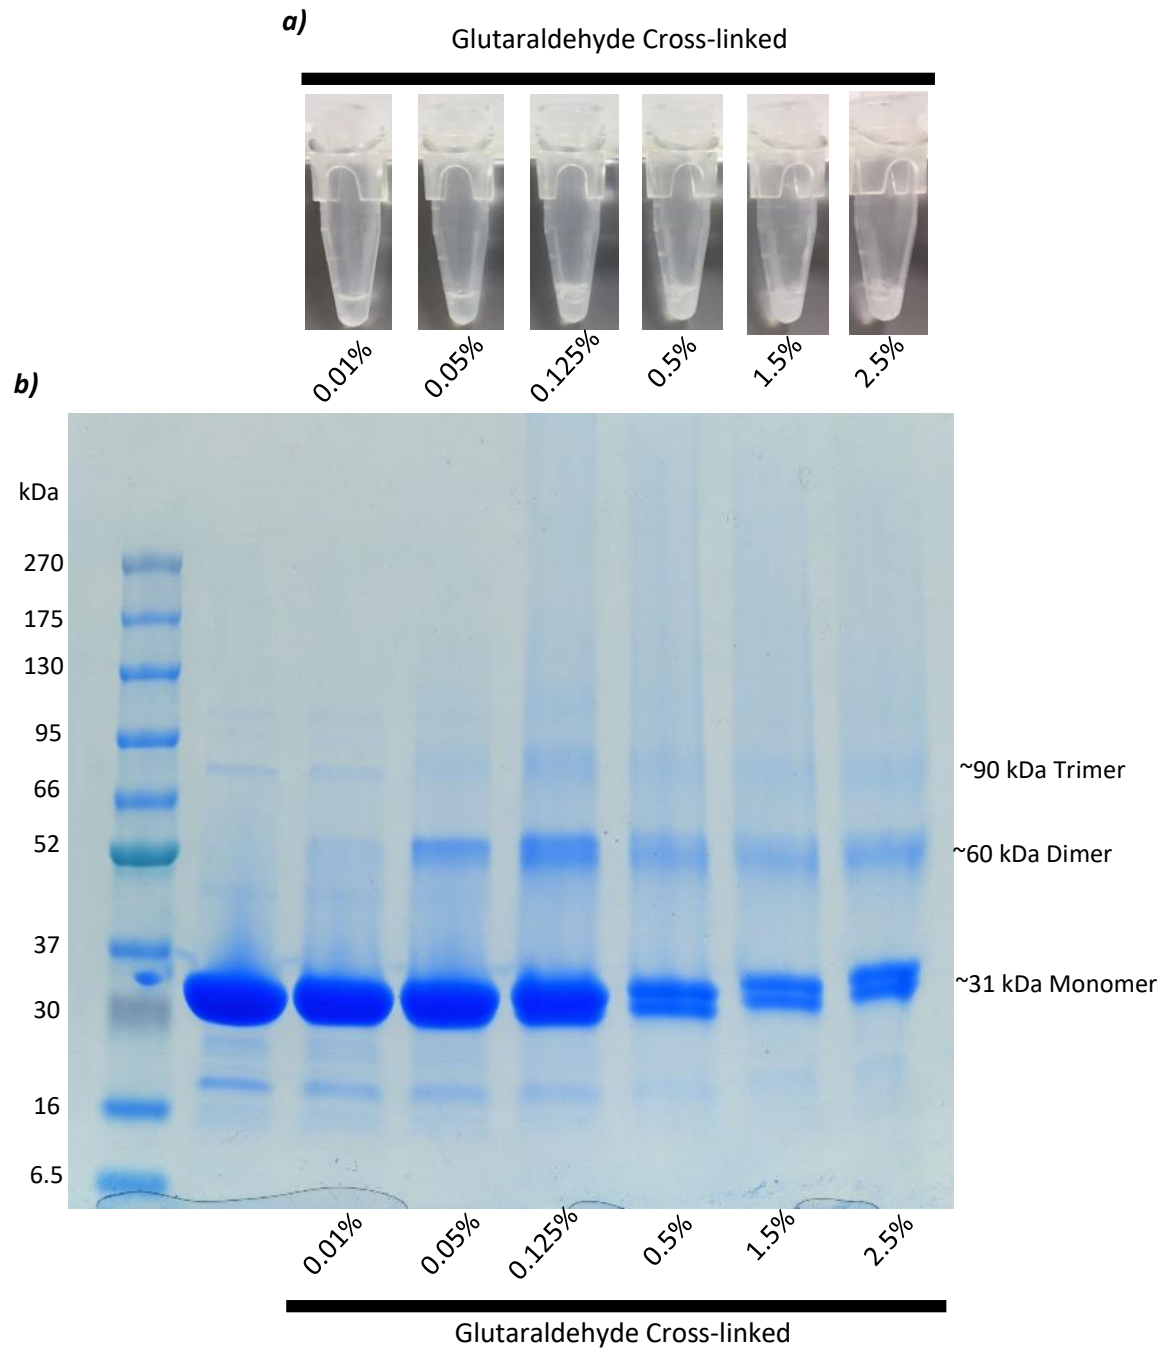 a)
Glutaraldehyde Cross-linked
0.01%
0.05%
0.125%
0.5%
1.5%
2.5%
b)
kDa
270
175
130
95
66
52
37
30
16
6.5
~90 kDa Trimer
~60 kDa Dimer
~31 kDa Monomer
0.01%
0.05%
0.125%
0.5%
1.5%
2.5%
Glutaraldehyde Cross-linked